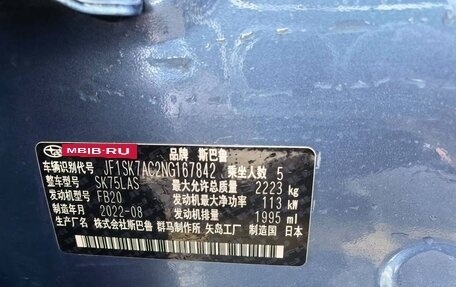 MBIB-RU
品牌 斯巴鲁
车辆识别代号 JF1SK7AC2NG167842 乘坐人数 5
整车型号 SK75LAS 最大允许总质量 2223 kg
发动机型号 FB20 发动机最大净功率 113 kW
制造年月 2022-08 发动机排量 1995 ml
生产厂名 株式会社斯巴鲁 群马制作所 矢岛工厂 制造国 日本